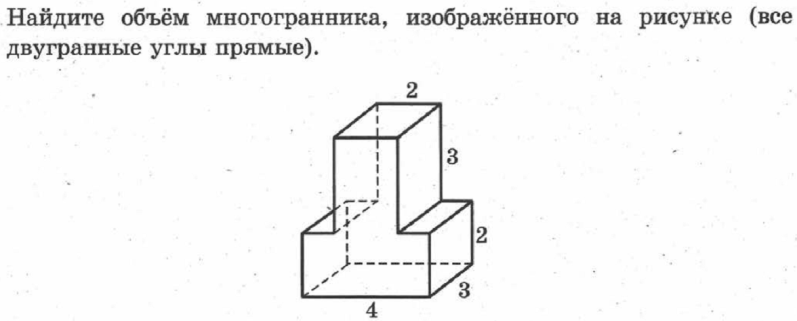 Найдите объём многогранника, изображённого на рисунке (все
двугранные углы прямые).
2
3
2
3
4